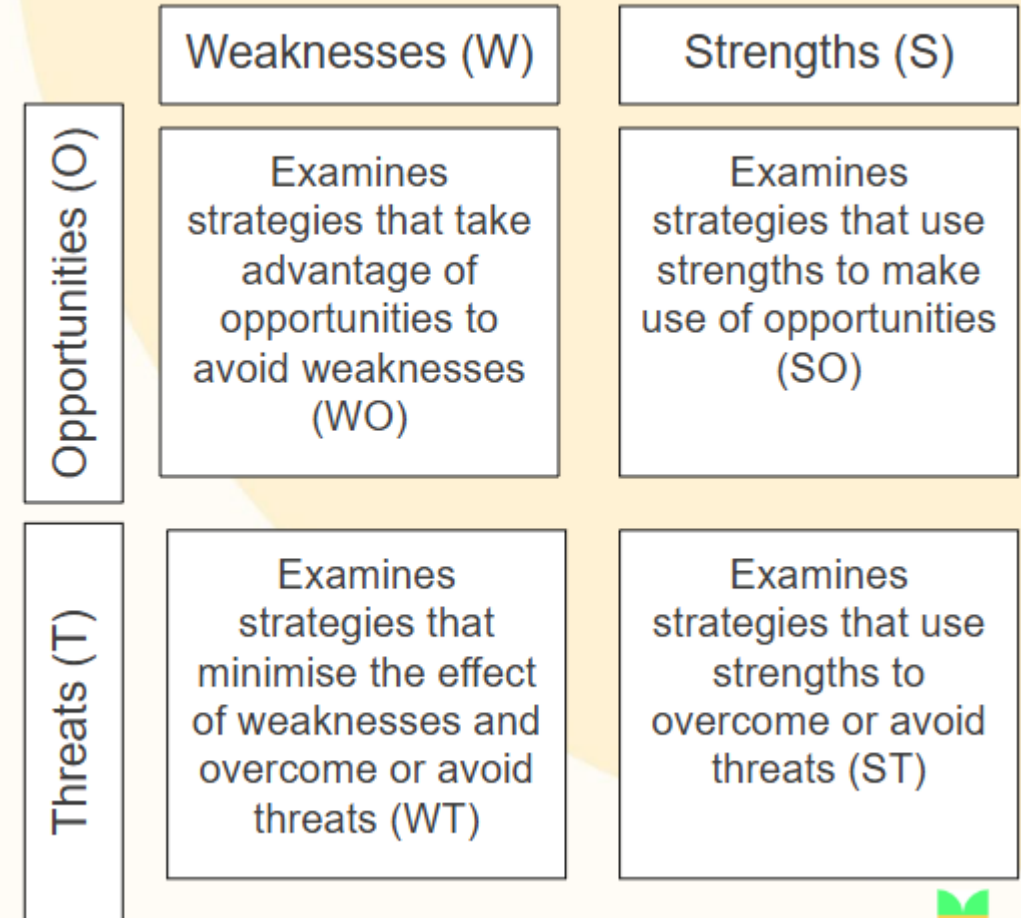 Weaknesses (W)
Strengths (S)
Opportunities (O)
Examines
strategies that take
advantage of
opportunities to
avoid weaknesses
(WO)
Examines
strategies that use
strengths to make
use of opportunities
(SO)
Threats (T)
Examines
strategies that
minimise the effect
of weaknesses and
overcome or avoid
threats (WT)
Examines
strategies that use
strengths to
overcome or avoid
threats (ST)